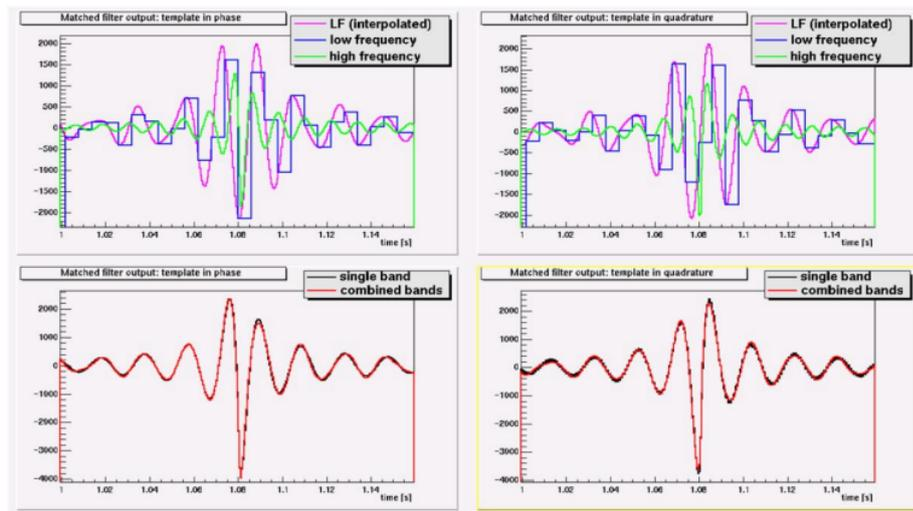 Matched filter output: template in phase
LF (interpolated)
low frequency
high frequency
2000
1500
1000
500
0
-500
-1000
-1500
-2000
1 1.02 1.04 1.06 1.08 1.1 1.12 1.14
time [s]
Matched filter output: template in quadrature
LF (interpolated)
low frequency
high frequency
2000
1500
1000
500
0
-500
-1000
-1500
-2000
1 1.02 1.04 1.06 1.08 1.1 1.12 1.14
time [s]
Matched filter output: template in phase
single band
combined bands
2000
1000
0
-1000
-2000
-3000
-4000
1 1.02 1.04 1.06 1.08 1.1 1.12 1.14
time [s]
Matched filter output: template in quadrature
single band
combined bands
2000
1000
0
-1000
-2000
-3000
-4000
1 1.02 1.04 1.06 1.08 1.1 1.12 1.14
time [s]